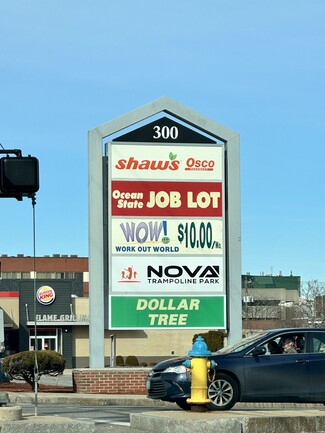 300
Shaw's Osco
PHARMACY
Ocean State JOB LOT
WOW! $10.00/Mo.
WORK OUT WORLD
NOVA
TRAMPOLINE PARK
DOLLAR
TREE
BURGER
KING
FLAME GRILL